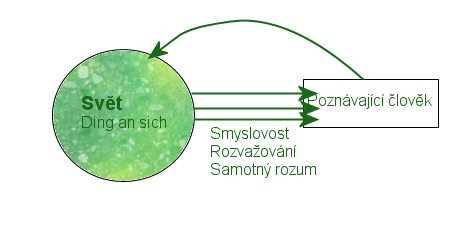 Svět
Ding an sich
Poznávající člověk
Smyslovost
Rozvažování
Samotný rozum